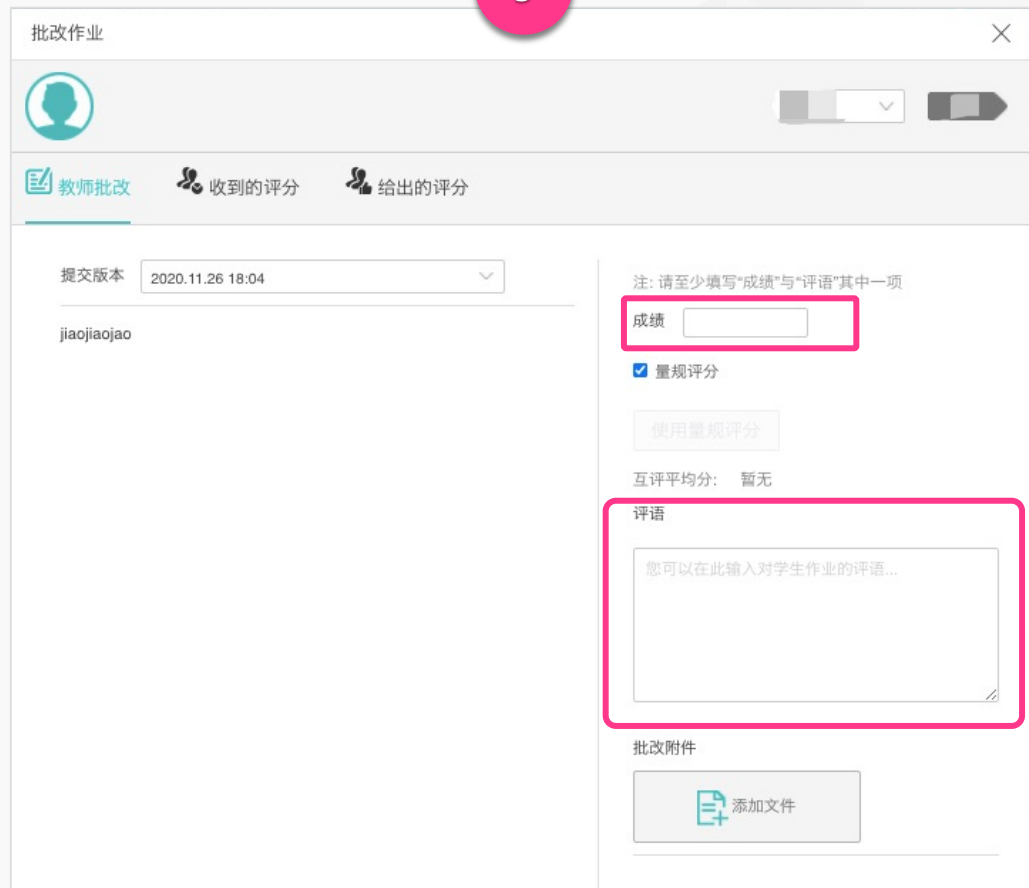 批改作业
教师批改
收到的评分
给出的评分
提交版本 2020.11.26 18:04
jiaojiaojao
注: 请至少填写“成绩”与“评语”其中一项
成绩
量规评分
使用量规评分
互评平均分: 暂无
评语
您可以在此输入对学生作业的评语...
批改附件
添加文件